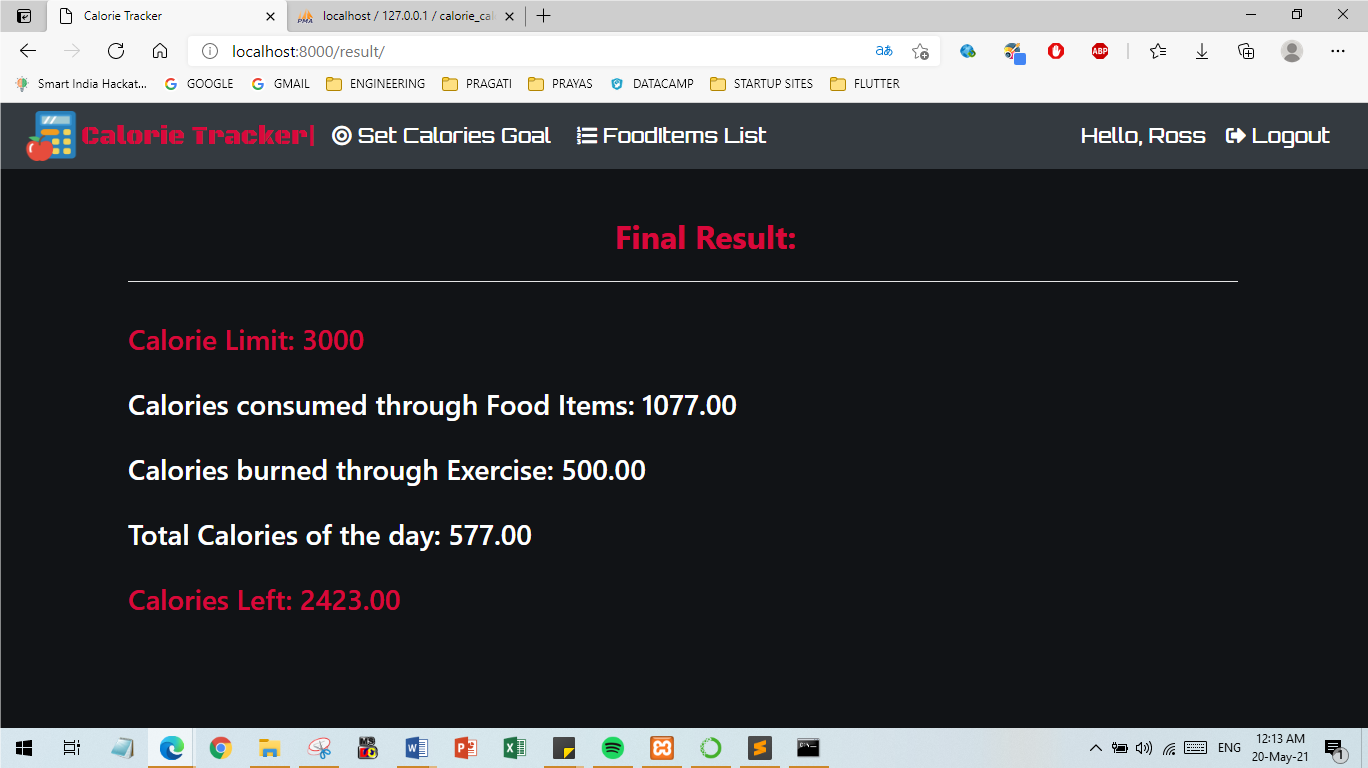 Calorie Tracker
localhost / 127.0.0.1 / calorie_cal
localhost:8000/result/
Smart India Hackat... GOOGLE GMAIL ENGINEERING PRAGATI PRAYAS DATACAMP STARTUP SITES FLUTTER
Calorie Tracker| Set Calories Goal FoodItems List Hello, Ross Logout
Final Result:
Calorie Limit: 3000
Calories consumed through Food Items: 1077.00
Calories burned through Exercise: 500.00
Total Calories of the day: 577.00
Calories Left: 2423.00
ENG
12:13 AM
20-May-21
1